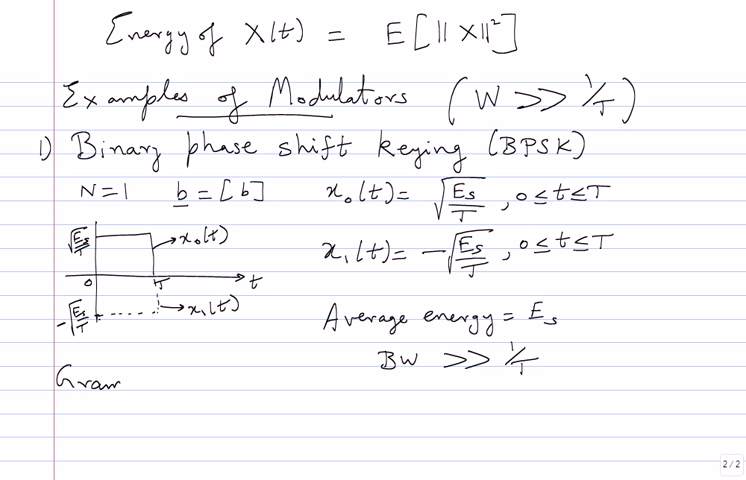 Energy of X(t) = E[||X||²]
Examples of Modulators (W >> 1/T)
1) Binary phase shift keying (BPSK)
N=1 b=[b] x₀(t)= √(Es/T), 0≤t≤T
√(Es/T) → x₀(t) x₁(t)= -√(Es/T), 0≤t≤T
0 T t
-√(Es/T) → x₁(t) Average energy = Es
BW >> 1/T
Gram
2/2